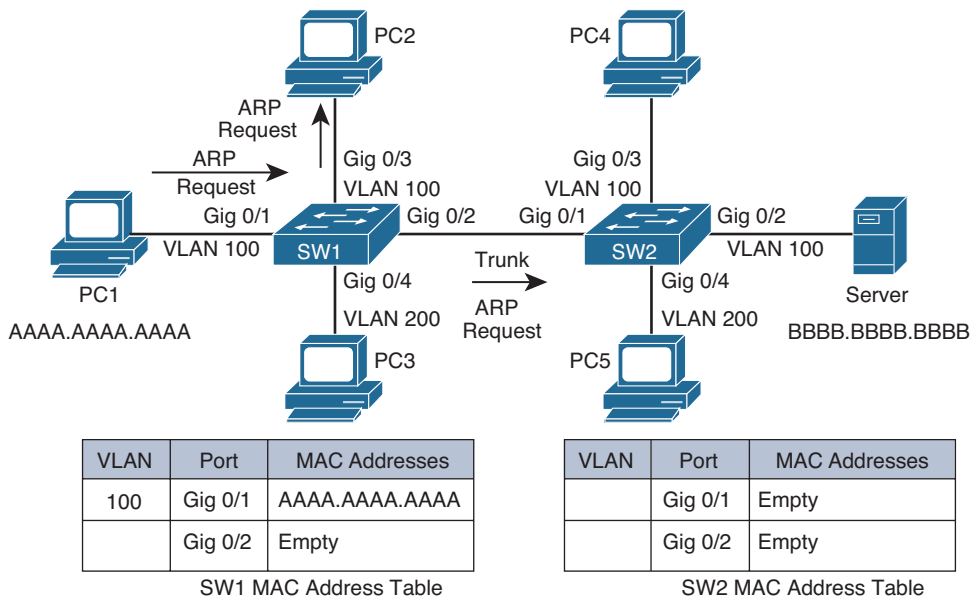 PC2
PC4
ARP
Request
ARP
Request
Gig 0/3
VLAN 100
Gig 0/3
VLAN 100
Gig 0/1
VLAN 100
SW1
Gig 0/2
Gig 0/1
SW2
Gig 0/2
VLAN 100
PC1
AAAA.AAAA.AAAA
Gig 0/4
VLAN 200
Trunk
ARP
Request
Gig 0/4
VLAN 200
Server
BBBB.BBBB.BBBB
PC3
PC5
VLAN Port MAC Addresses
100 Gig 0/1 AAAA.AAAA.AAAA
Gig 0/2 Empty
SW1 MAC Address Table
VLAN Port MAC Addresses
Gig 0/1 Empty
Gig 0/2 Empty
SW2 MAC Address Table